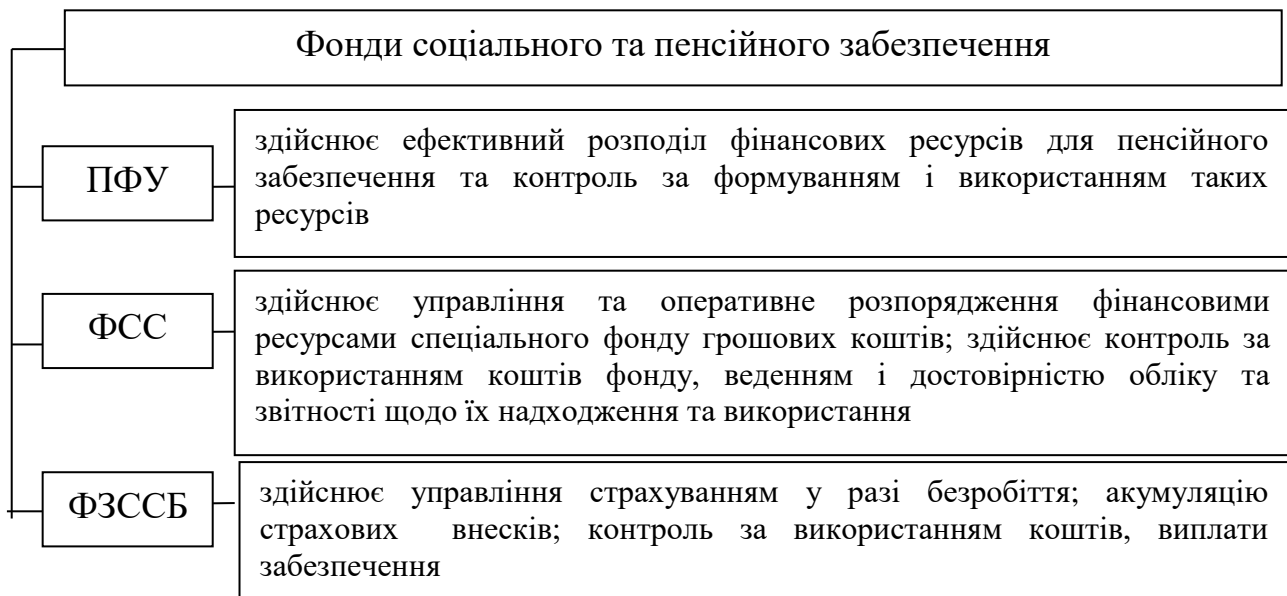 Фонди соціального та пенсійного забезпечення
ПФУ
здійснює ефективний розподіл фінансових ресурсів для пенсійного
забезпечення та контроль за формуванням і використанням таких
ресурсів
ФСС
здійснює управління та оперативне розпорядження фінансовими
ресурсами спеціального фонду грошових коштів; здійснює контроль за
використанням коштів фонду, веденням і достовірністю обліку та
звітності щодо їх надходження та використання
ФЗССБ
здійснює управління страхуванням у разі безробіття; акумуляцію
страхових внесків; контроль за використанням коштів, виплати
забезпечення